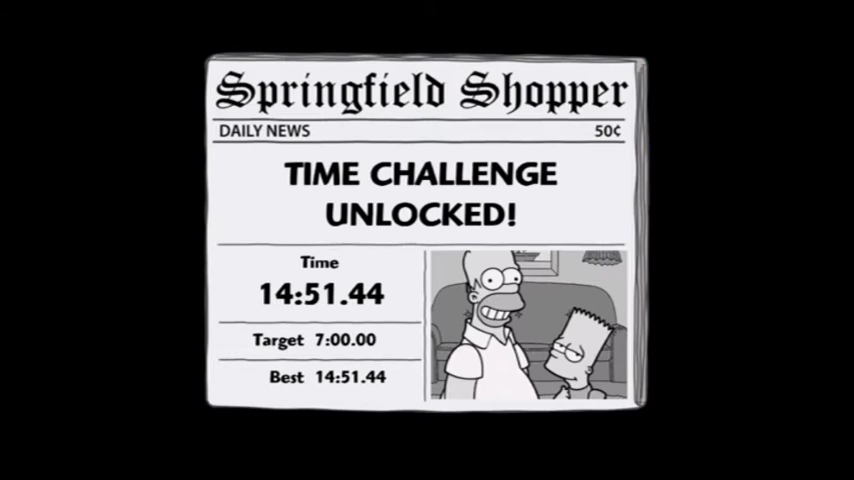 Springfield Shopper
DAILY NEWS 50¢
TIME CHALLENGE
UNLOCKED!
Time
14:51.44
Target 7:00.00
Best 14:51.44